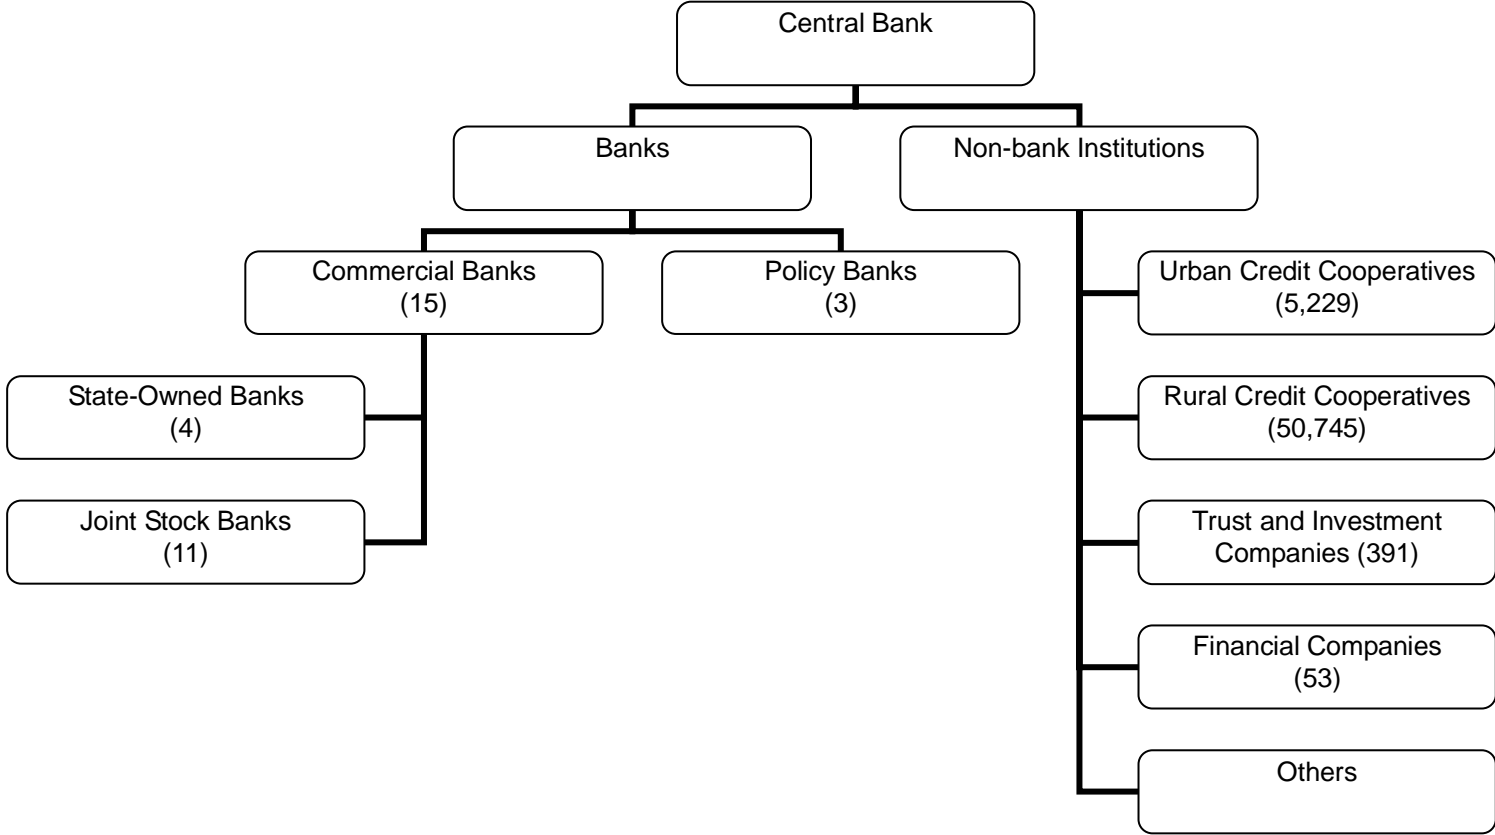 Central Bank
Banks
Non-bank Institutions
Commercial Banks
(15)
Policy Banks
(3)
Urban Credit Cooperatives
(5,229)
State-Owned Banks
(4)
Rural Credit Cooperatives
(50,745)
Joint Stock Banks
(11)
Trust and Investment
Companies (391)
Financial Companies
(53)
Others